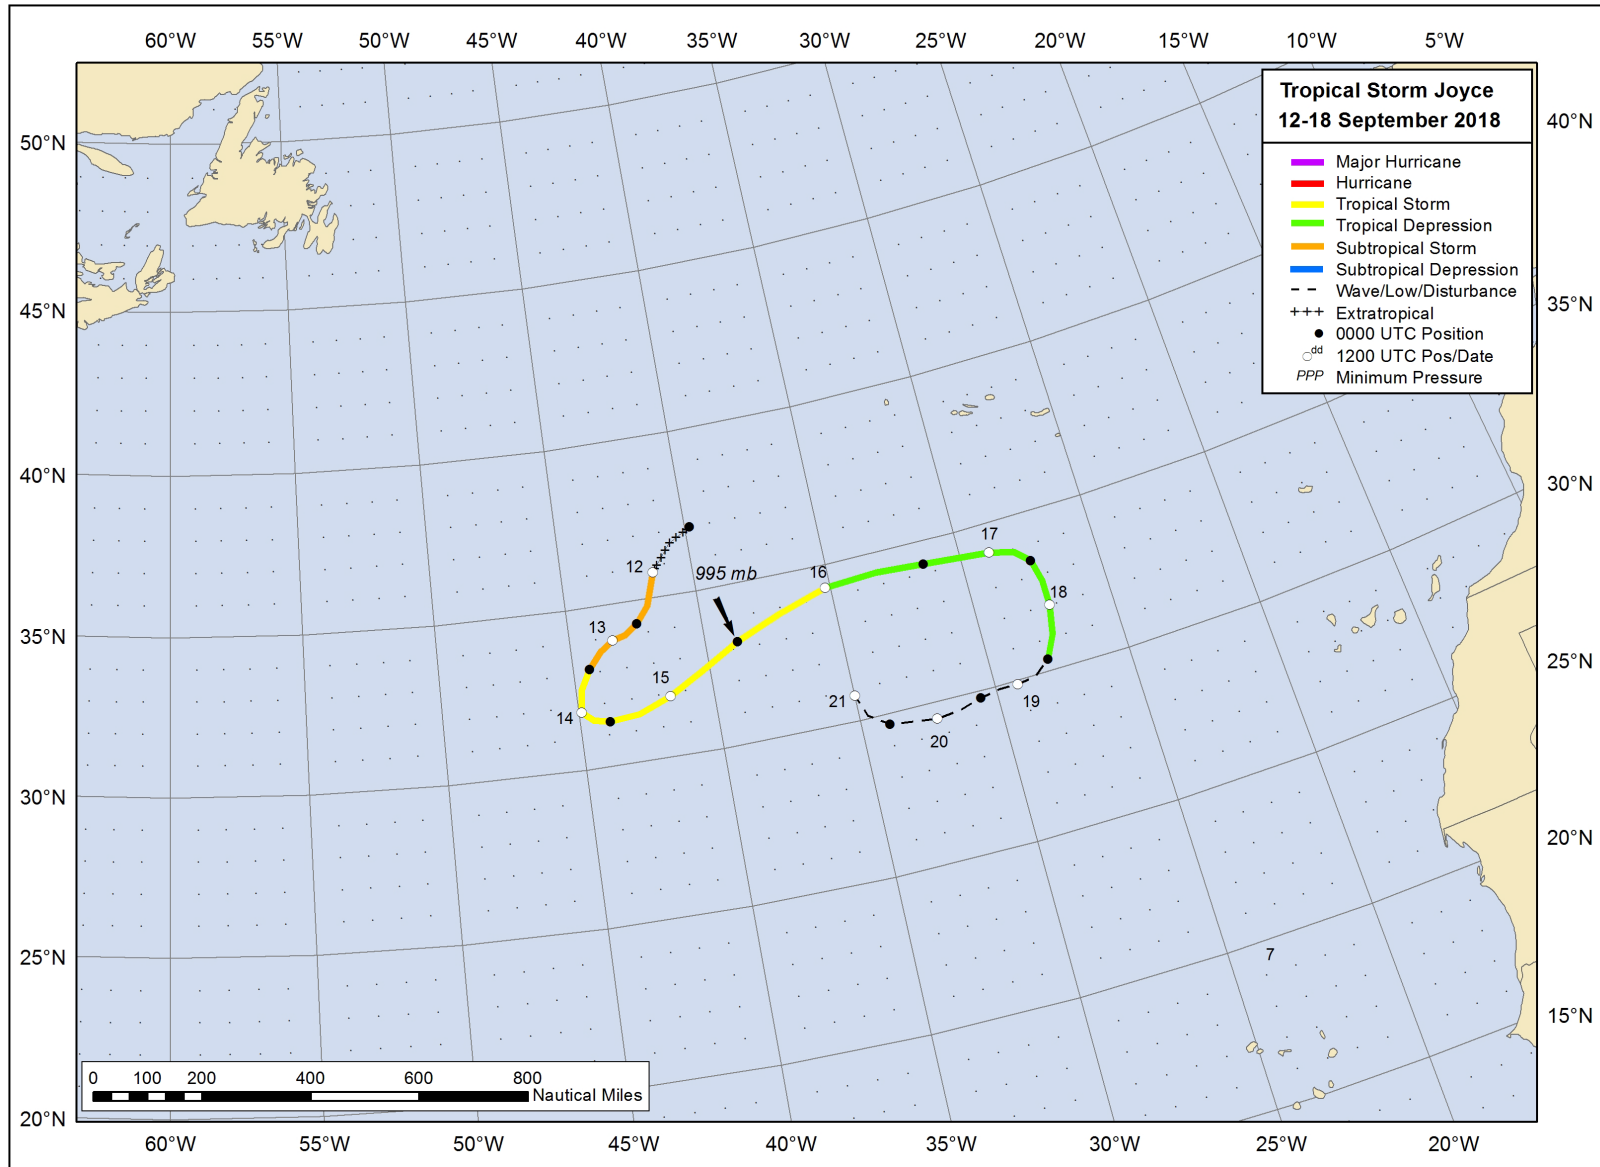 60°W 55°W 50°W 45°W 40°W 35°W 30°W 25°W 20°W 15°W 10°W 5°W
Tropical Storm Joyce
12-18 September 2018
Major Hurricane
Hurricane
Tropical Storm
Tropical Depression
Subtropical Storm
Subtropical Depression
Wave/Low/Disturbance
+++ Extratropical
0000 UTC Position
dd 1200 UTC Pos/Date
PPP Minimum Pressure
50°N
45°N
40°N
35°N
30°N
25°N
20°N
40°N
35°N
30°N
25°N
20°N
15°N
12
995 mb
13
14
15
16
17
18
19
20
21
7
0 100 200 400 600 800
Nautical Miles
60°W 55°W 50°W 45°W 40°W 35°W 30°W 25°W 20°W